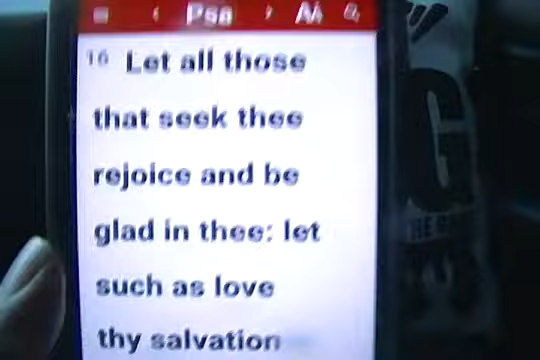 Psa
16 Let all those
that seek thee
rejoice and be
glad in thee: let
such as love
thy salvation
G